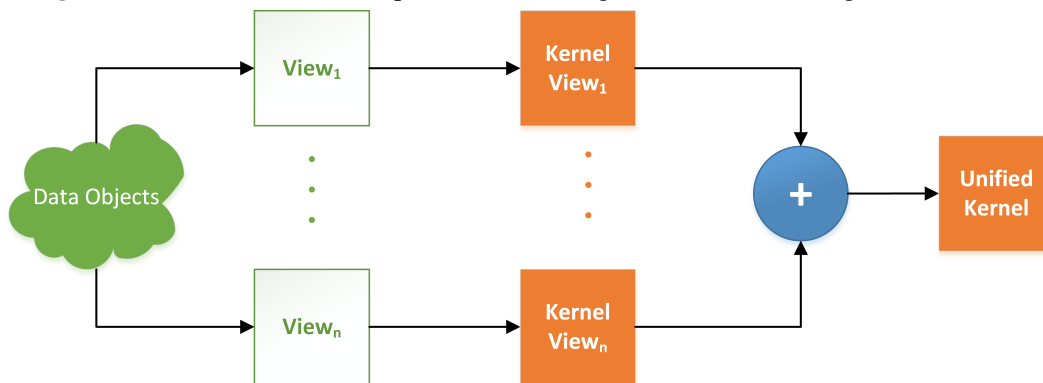 View₁
Kernel
View₁
Data Objects
+
Unified
Kernel
Viewₙ
Kernel
Viewₙ